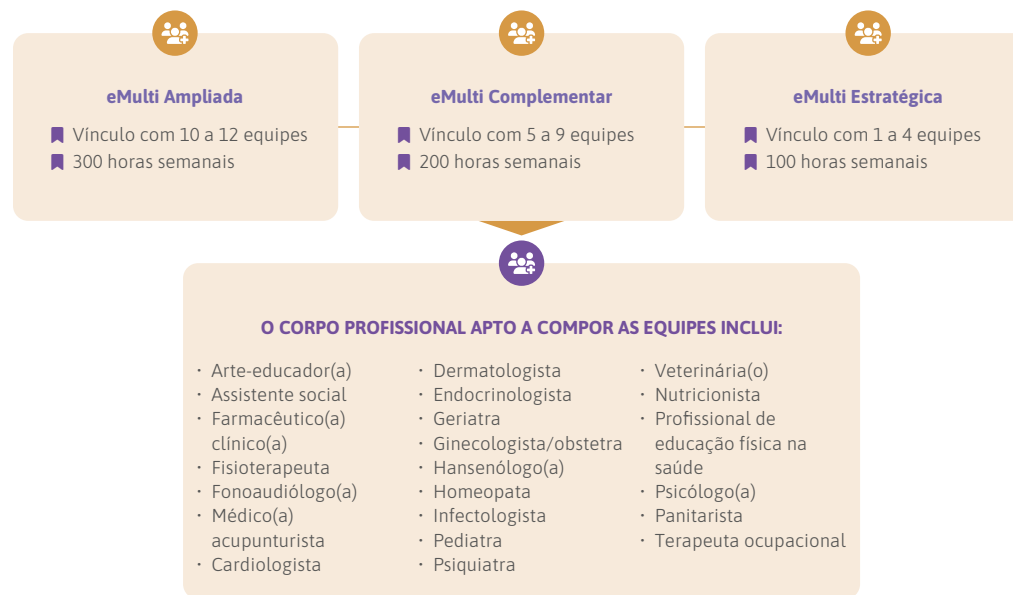 eMulti Ampliada
Vínculo com 10 a 12 equipes
300 horas semanais
eMulti Complementar
Vínculo com 5 a 9 equipes
200 horas semanais
eMulti Estratégica
Vínculo com 1 a 4 equipes
100 horas semanais
O CORPO PROFISSIONAL APTO A COMPOR AS EQUIPES INCLUI:
· Arte-educador(a)
· Assistente social
· Farmacêutico(a)
clínico(a)
· Fisioterapeuta
· Fonoaudiólogo(a)
· Médico(a)
acupunturista
· Cardiologista
· Dermatologista
· Endocrinologista
· Geriatra
· Ginecologista/obstetra
· Hansenólogo(a)
· Homeopata
· Infectologista
· Pediatra
· Psiquiatra
· Veterinária(o)
· Nutricionista
· Profissional de
educação física na
saúde
· Psicólogo(a)
· Panitarista
· Terapeuta ocupacional